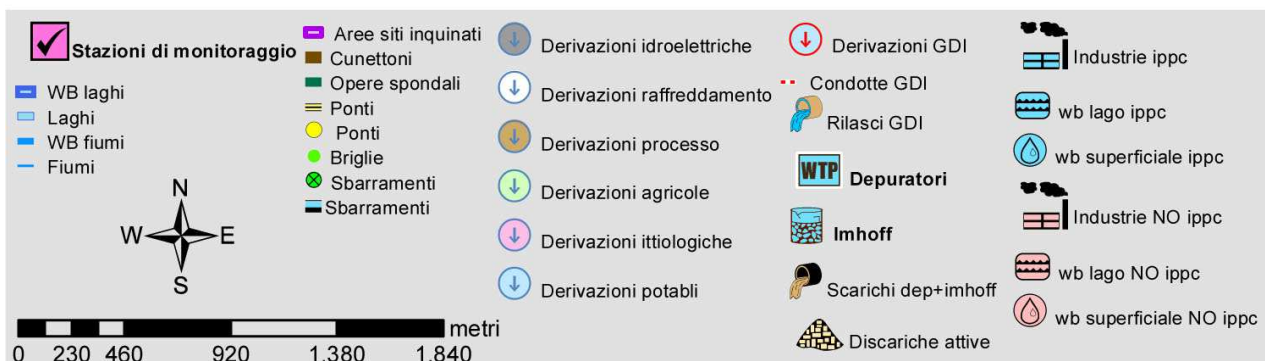 Stazioni di monitoraggio
WB laghi
Laghi
WB fiumi
Fiumi
N
W E
S
metri
0 230 460 920 1.380 1.840
Aree siti inquinati
Cunettoni
Opere spondali
Ponti
Ponti
Briglie
Sbarramenti
Sbarramenti
Derivazioni idroelettriche
Derivazioni raffreddamento
Derivazioni processo
Derivazioni agricole
Derivazioni ittiologiche
Derivazioni potabli
Derivazioni GDI
Condotte GDI
Rilasci GDI
WTP Depuratori
Imhoff
Scarichi dep+imhoff
Discariche attive
Industrie ippc
wb lago ippc
wb superficiale ippc
Industrie NO ippc
wb lago NO ippc
wb superficiale NO ippc